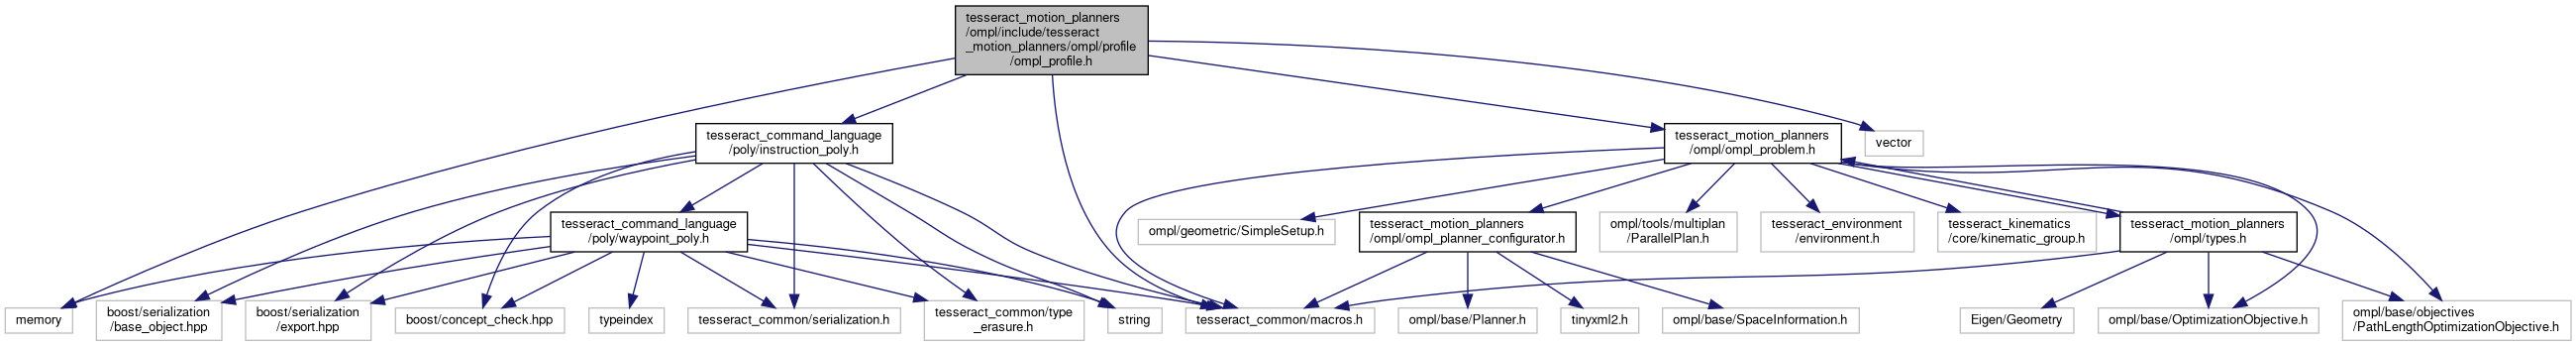 tesseract_motion_planners
/ompl/include/tesseract
_motion_planners/ompl/profile
/ompl_profile.h
tesseract_command_language
/poly/instruction_poly.h
tesseract_motion_planners
/ompl/ompl_problem.h
vector
tesseract_command_language
/poly/waypoint_poly.h
ompl/geometric/SimpleSetup.h
tesseract_motion_planners
/ompl/ompl_planner_configurator.h
ompl/tools/multiplan
/ParallelPlan.h
tesseract_environment
/environment.h
tesseract_kinematics
/core/kinematic_group.h
tesseract_motion_planners
/ompl/types.h
memory
boost/serialization
/base_object.hpp
boost/serialization
/export.hpp
boost/concept_check.hpp
typeindex
tesseract_common/serialization.h
tesseract_common/type
_erasure.h
string
tesseract_common/macros.h
ompl/base/Planner.h
tinyxml2.h
ompl/base/SpaceInformation.h
Eigen/Geometry
ompl/base/OptimizationObjective.h
ompl/base/objectives
/PathLengthOptimizationObjective.h